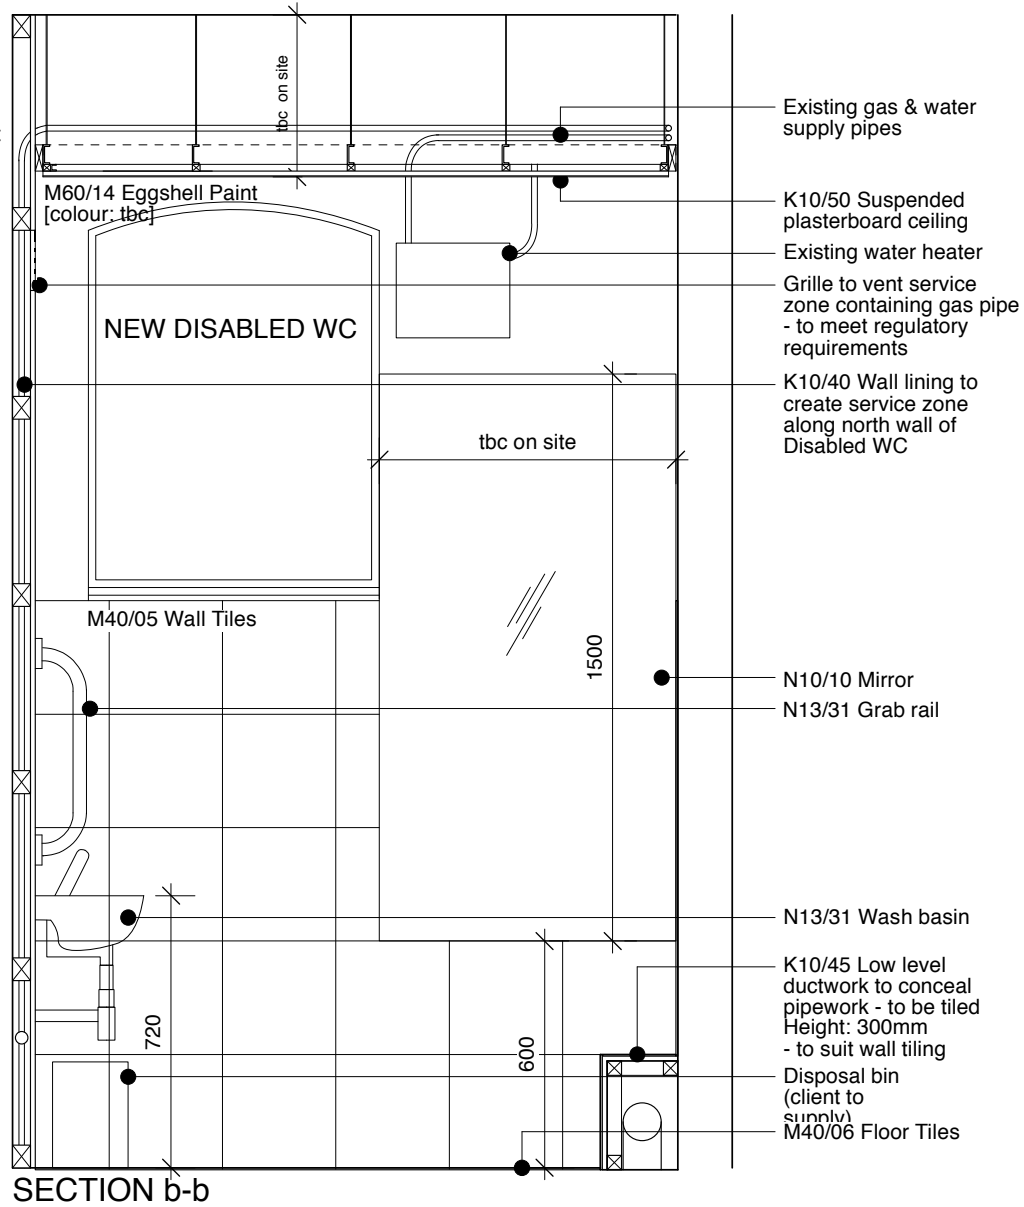 tbc on site
Existing gas & water
supply pipes
M60/14 Eggshell Paint
[colour: tbc]
K10/50 Suspended
plasterboard ceiling
Existing water heater
Grille to vent service
zone containing gas pipe
- to meet regulatory
requirements
NEW DISABLED WC
K10/40 Wall lining to
create service zone
along north wall of
Disabled WC
tbc on site
M40/05 Wall Tiles
1500
N10/10 Mirror
N13/31 Grab rail
N13/31 Wash basin
K10/45 Low level
ductwork to conceal
pipework - to be tiled
Height: 300mm
- to suit wall tiling
720
600
Disposal bin
(client to
supply)
M40/06 Floor Tiles
SECTION b-b